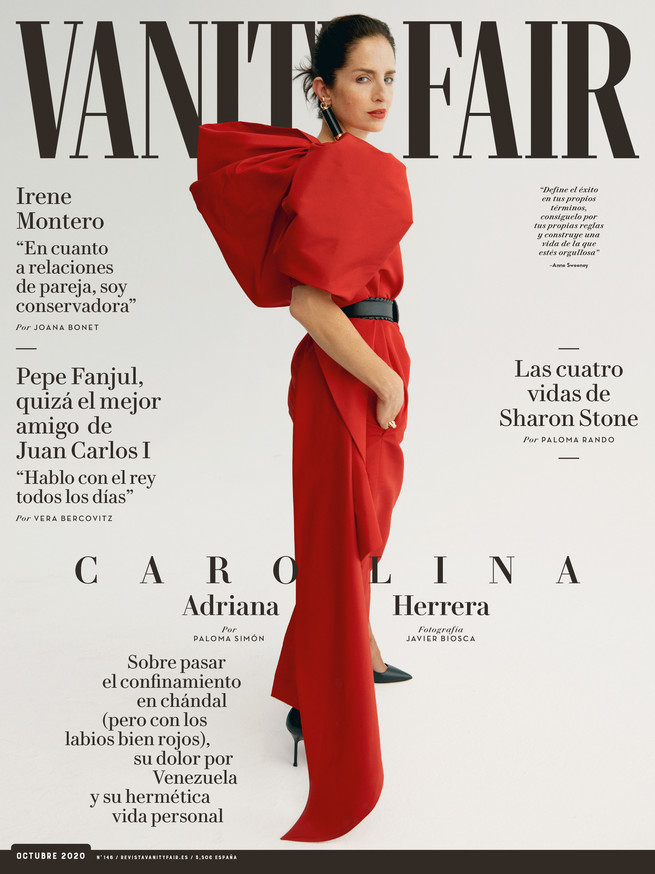 VANITY FAIR
Irene
Montero
“En cuanto
a relaciones
de pareja, soy
conservadora”
Por JOANA BONET
Pepe Fanjul,
quizá el mejor
amigo de
Juan Carlos I
“Hablo con el rey
todos los días”
Por VERA BERCOVITZ
“Define el éxito
en tus propios
términos,
consíguelo por
tus propias reglas
y construye una
vida de la que
estés orgullosa”
—Anne Sweeney
Las cuatro
vidas de
Sharon Stone
Por PALOMA RANDO
CAROLINA
Adriana Herrera
Por
PALOMA SIMÓN
Fotografía
JAVIER BIOSCA
Sobre pasar
el confinamiento
en chándal
(pero con los
labios bien rojos),
su dolor por
Venezuela
y su hermética
vida personal
OCTUBRE 2020 Nº 146 / REVISTAVANITYFAIR.ES / 3,50€ ESPAÑA